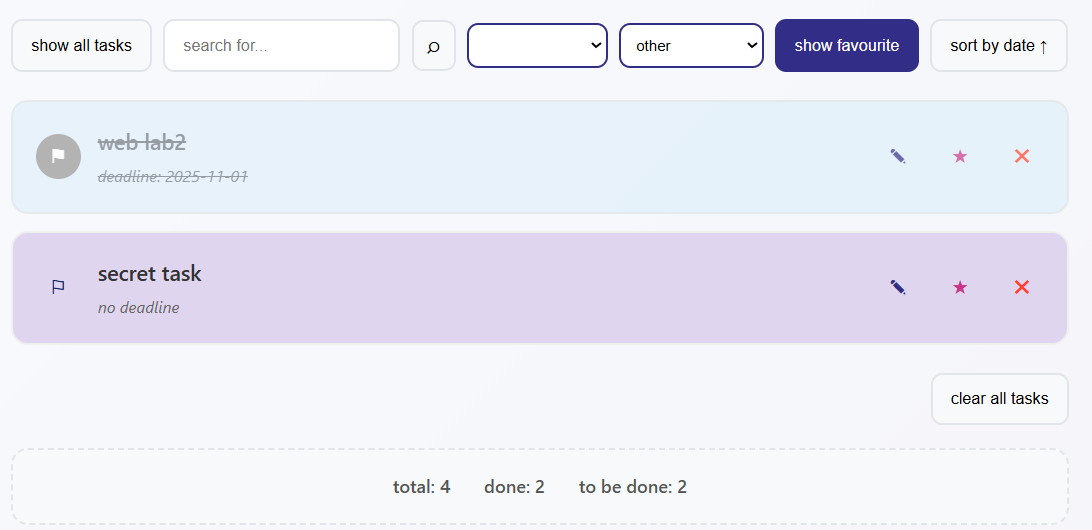 show all tasks search for... other show favourite sort by date ↑
web lab2
deadline: 2025-11-01
secret task
no deadline
clear all tasks
total: 4 done: 2 to be done: 2